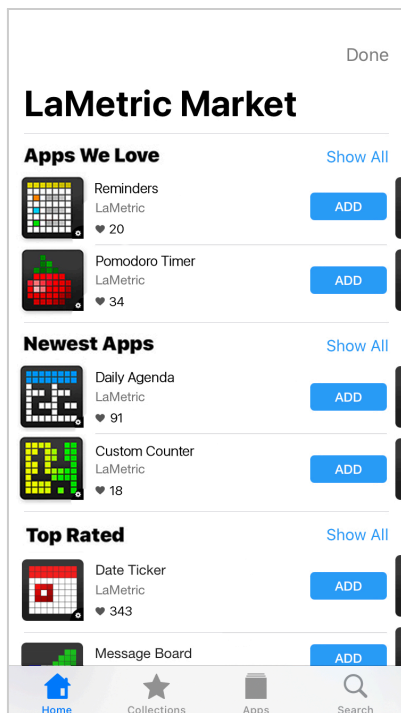 Done
LaMetric Market
Apps We Love
Show All
Reminders
LaMetric
20
ADD
Pomodoro Timer
LaMetric
34
ADD
Newest Apps
Show All
Daily Agenda
LaMetric
91
ADD
Custom Counter
LaMetric
18
ADD
Top Rated
Show All
Date Ticker
LaMetric
343
ADD
Message Board
ADD
Home
Collections
Apps
Search